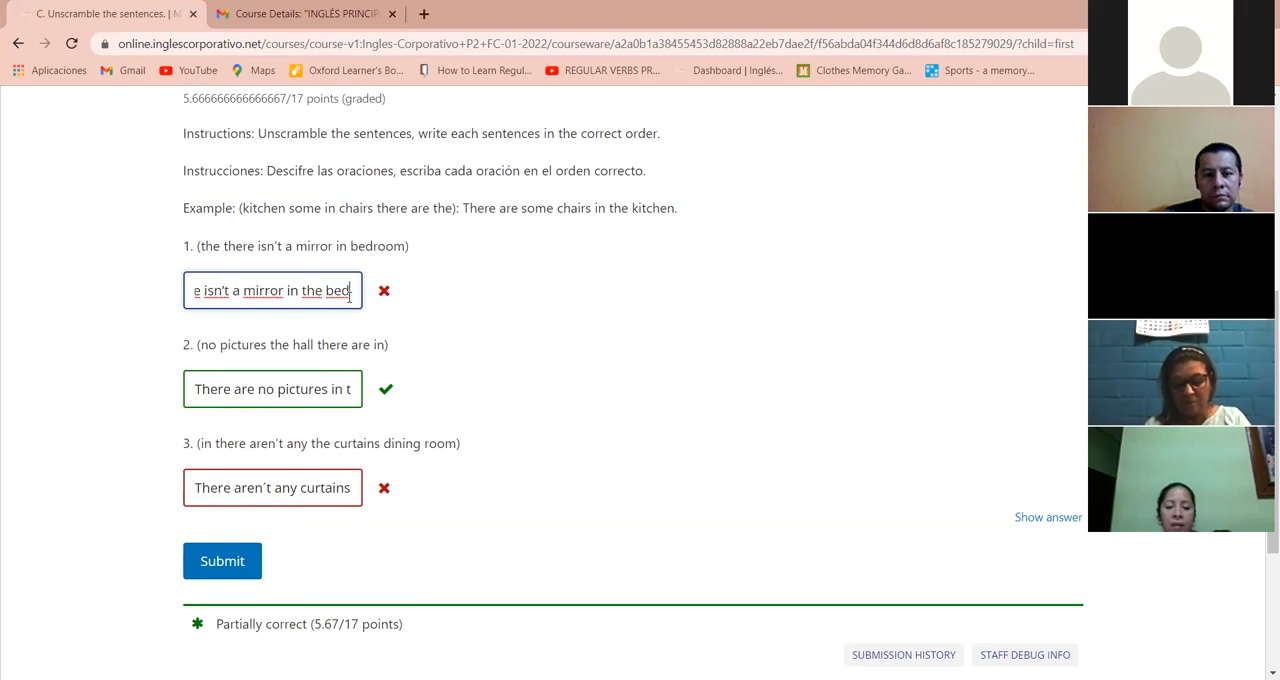 C. Unscramble the sentences. | M
Course Details: "INGLÉS PRINCIP
online.inglescorporativo.net/courses/course-v1:Ingles-Corporativo+P2+FC-01-2022/courseware/a2a0b1a38455453d82888a22eb7dae2f/f56abda04f344d6d8d6af8c185279029/?child=first
Aplicaciones Gmail YouTube Maps Oxford Learner's Bo... How to Learn Regul... REGULAR VERBS PR... Dashboard | Inglés... Clothes Memory Ga... Sports - a memory...
5.666666666666667/17 points (graded)
Instructions: Unscramble the sentences, write each sentences in the correct order.
Instrucciones: Descifre las oraciones, escriba cada oración en el orden correcto.
Example: (kitchen some in chairs there are the): There are some chairs in the kitchen.
1. (the there isn´t a mirror in bedroom)
e isn't a mirror in the bed
2. (no pictures the hall there are in)
There are no pictures in t
3. (in there aren´t any the curtains dining room)
There aren´t any curtains
Show answer
Submit
Partially correct (5.67/17 points)
SUBMISSION HISTORY STAFF DEBUG INFO